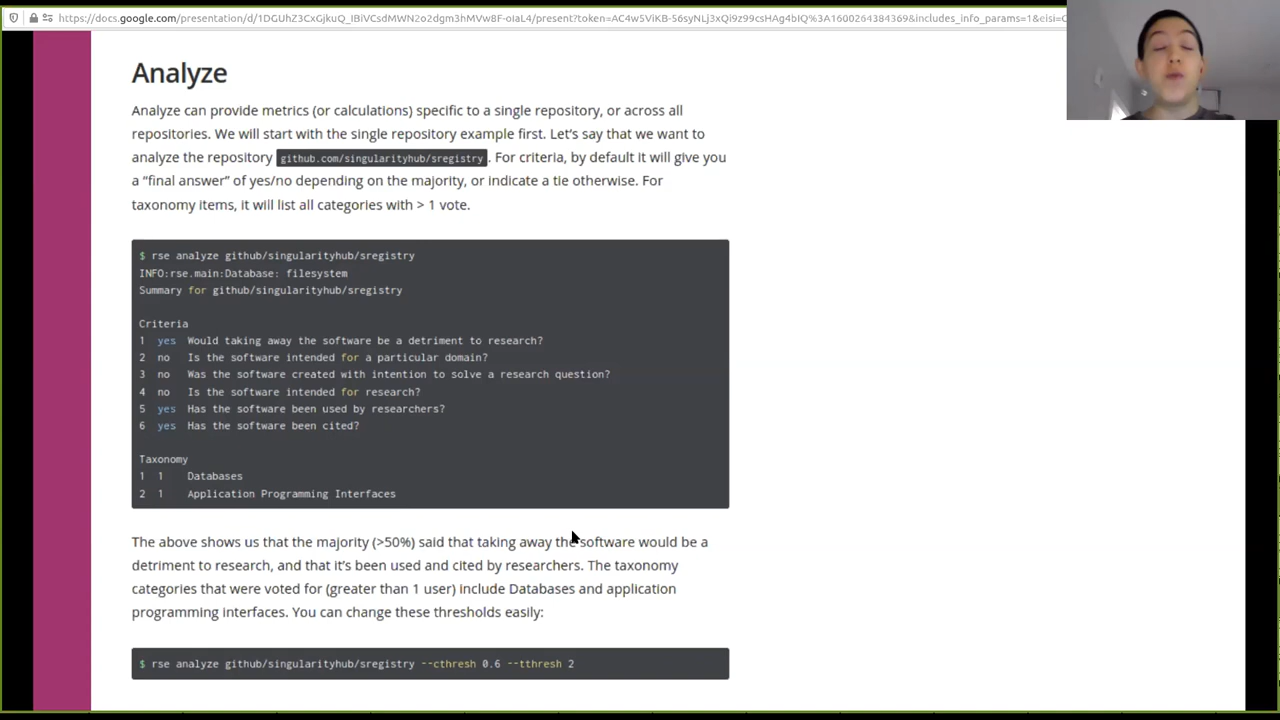 https://docs.google.com/presentation/d/1DGUhZ3CxGjkuQ_IBiVCsdMWN2o2dgm3hMVw8F-oIaL4/present?token=AC4w5ViKB-S6syNLj3xQi9z99csHAg4bIQ%3A1600264384369&includes_info_params=1&eisi=C
Analyze
Analyze can provide metrics (or calculations) specific to a single repository, or across all
repositories. We will start with the single repository example first. Let's say that we want to
analyze the repository github.com/singularityhub/sregistry . For criteria, by default it will give you
a “final answer” of yes/no depending on the majority, or indicate a tie otherwise. For
taxonomy items, it will list all categories with > 1 vote.
$ rse analyze github/singularityhub/sregistry
INFO:rse.main:Database: filesystem
Summary for github/singularityhub/sregistry
Criteria
1 yes Would taking away the software be a detriment to research?
2 no Is the software intended for a particular domain?
3 no Was the software created with intention to solve a research question?
4 no Is the software intended for research?
5 yes Has the software been used by researchers?
6 yes Has the software been cited?
Taxonomy
1 1 Databases
2 1 Application Programming Interfaces
The above shows us that the majority (>50%) said that taking away the software would be a
detriment to research, and that it's been used and cited by researchers. The taxonomy
categories that were voted for (greater than 1 user) include Databases and application
programming interfaces. You can change these thresholds easily:
$ rse analyze github/singularityhub/sregistry --cthresh 0.6 --tthresh 2